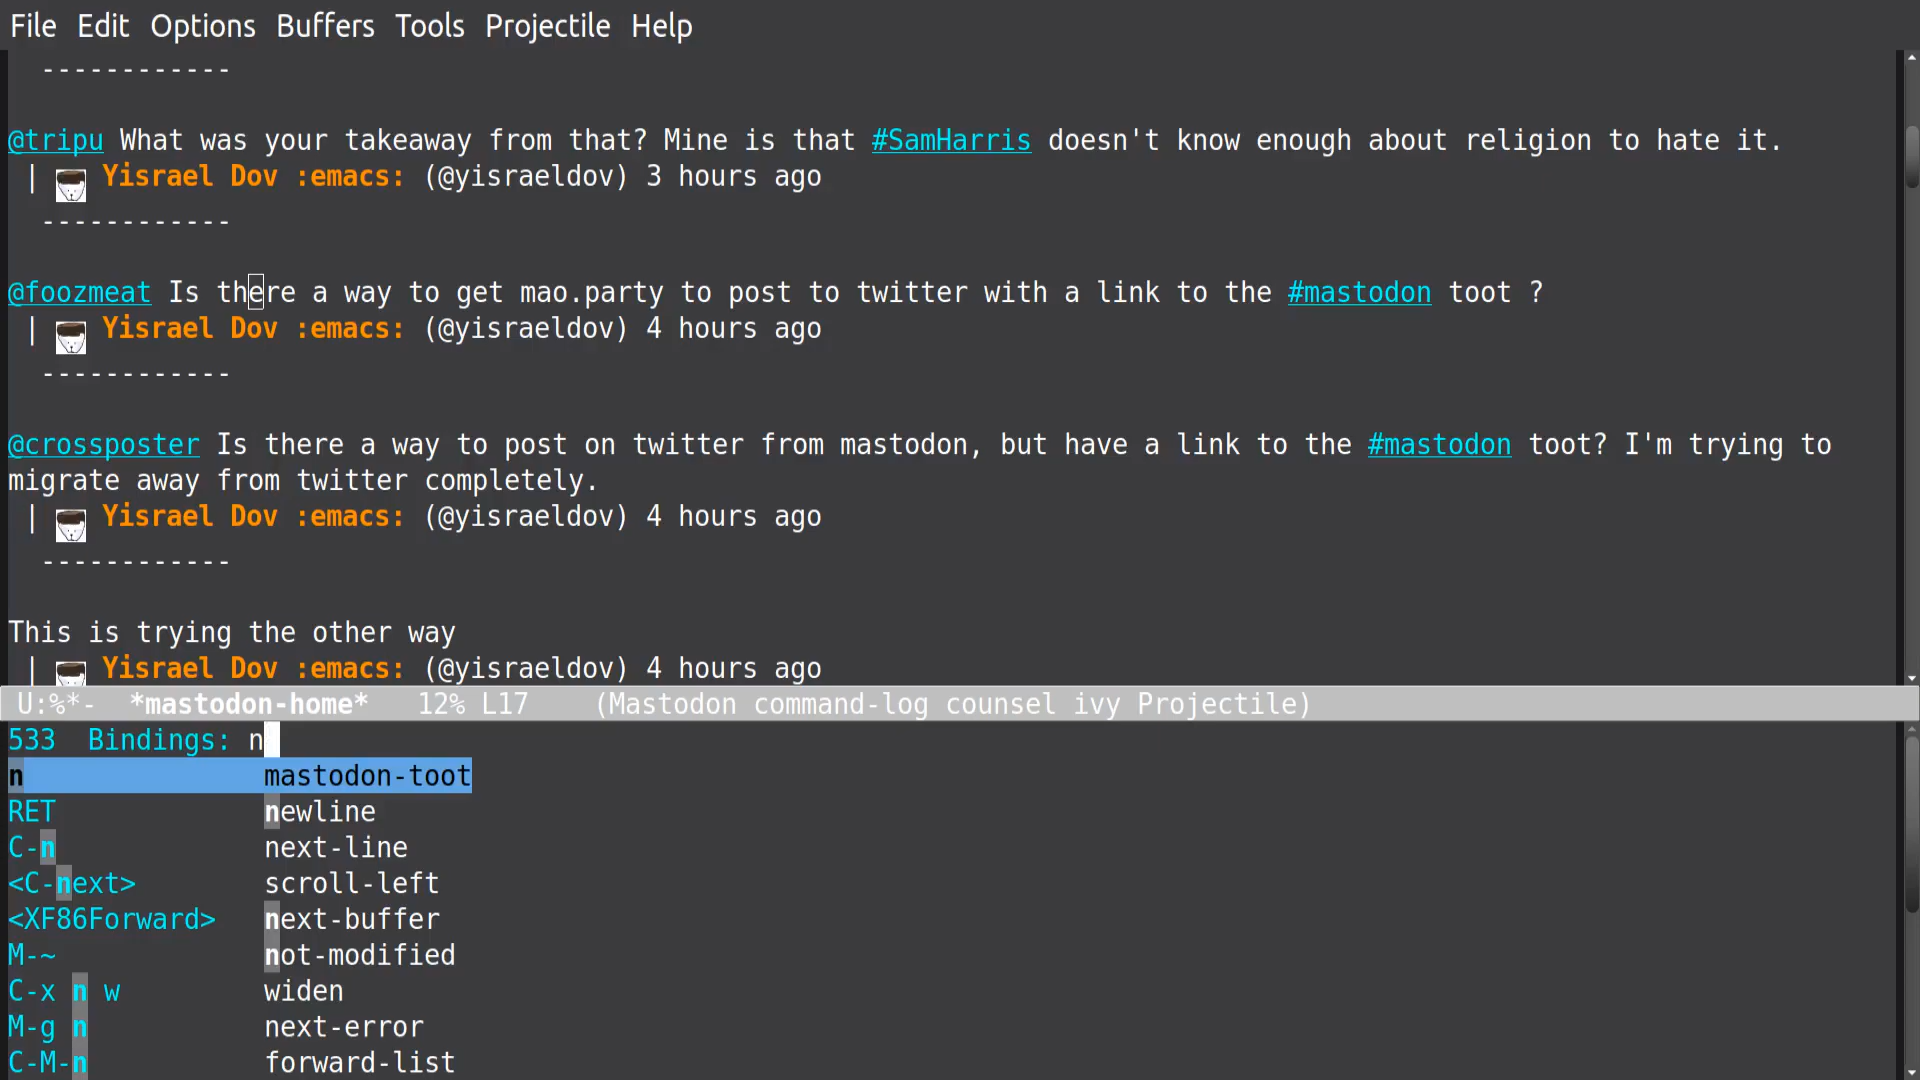 File Edit Options Buffers Tools Projectile Help
------------
@tripu What was your takeaway from that? Mine is that #SamHarris doesn't know enough about religion to hate it.
| Yisrael Dov :emacs: (@yisraeldov) 3 hours ago
------------
@foozmeat Is there a way to get mao.party to post to twitter with a link to the #mastodon toot ?
| Yisrael Dov :emacs: (@yisraeldov) 4 hours ago
------------
@crossposter Is there a way to post on twitter from mastodon, but have a link to the #mastodon toot? I'm trying to
migrate away from twitter completely.
| Yisrael Dov :emacs: (@yisraeldov) 4 hours ago
------------
This is trying the other way
| Yisrael Dov :emacs: (@yisraeldov) 4 hours ago
U:%*-  *mastodon-home*   12% L17    (Mastodon command-log counsel ivy Projectile)
533  Bindings: n
n mastodon-toot
RET newline
C-n next-line
<C-next> scroll-left
<XF86Forward> next-buffer
M-~ not-modified
C-x n w widen
M-g n next-error
C-M-n forward-list